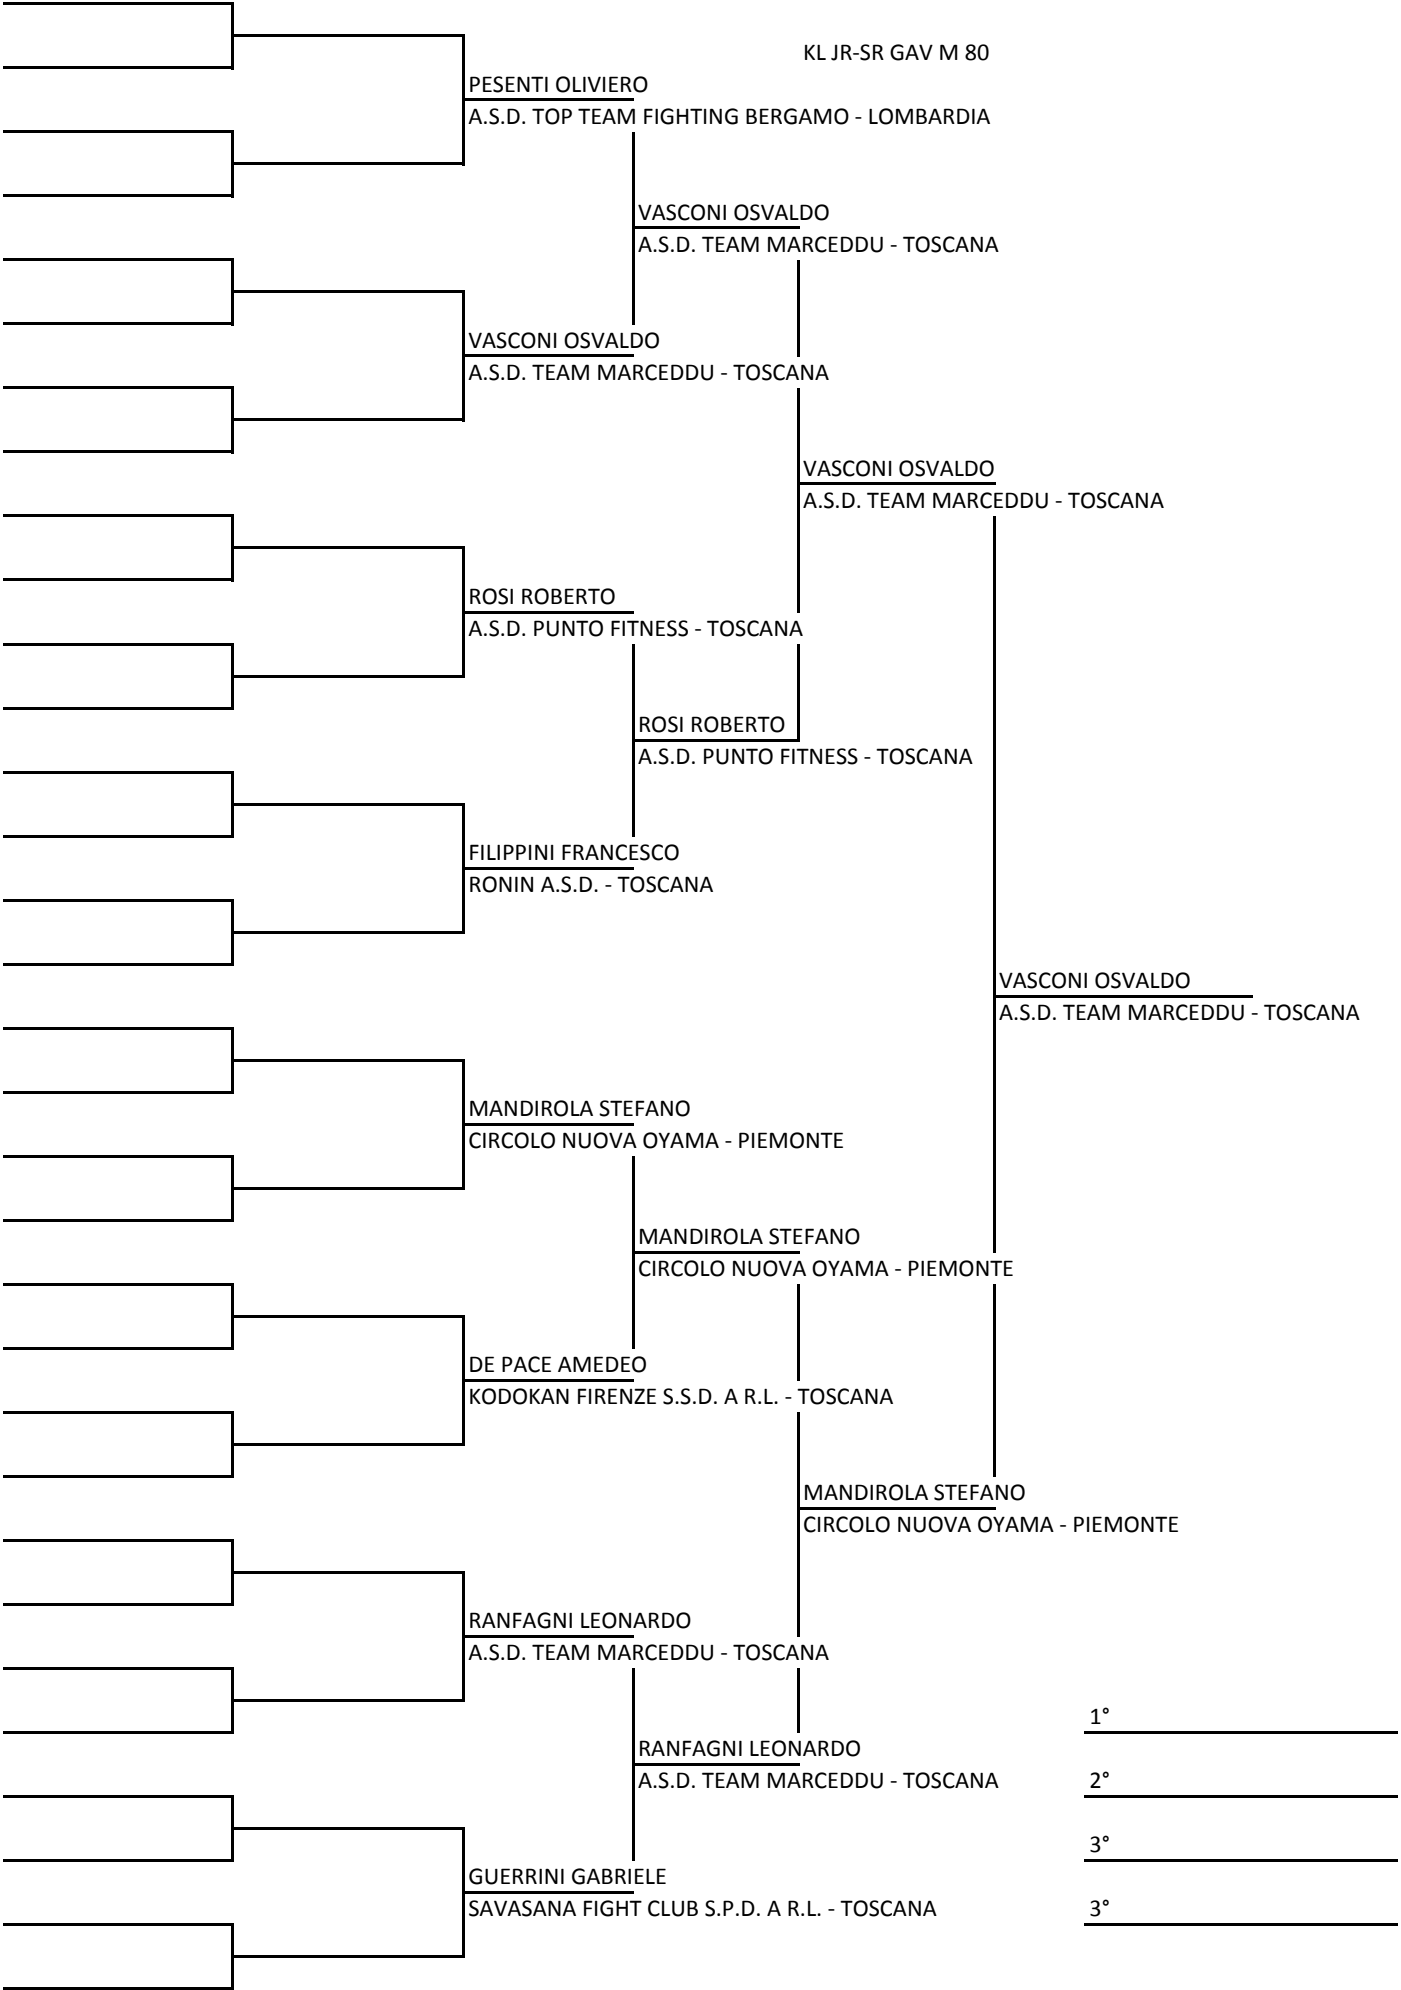 KL JR-SR GAV M 80
PESENTI OLIVIERO
A.S.D. TOP TEAM FIGHTING BERGAMO - LOMBARDIA
VASCONI OSVALDO
A.S.D. TEAM MARCEDDU - TOSCANA
VASCONI OSVALDO
A.S.D. TEAM MARCEDDU - TOSCANA
VASCONI OSVALDO
A.S.D. TEAM MARCEDDU - TOSCANA
ROSI ROBERTO
A.S.D. PUNTO FITNESS - TOSCANA
ROSI ROBERTO
A.S.D. PUNTO FITNESS - TOSCANA
FILIPPINI FRANCESCO
RONIN A.S.D. - TOSCANA
VASCONI OSVALDO
A.S.D. TEAM MARCEDDU - TOSCANA
MANDIROLA STEFANO
CIRCOLO NUOVA OYAMA - PIEMONTE
MANDIROLA STEFANO
CIRCOLO NUOVA OYAMA - PIEMONTE
DE PACE AMEDEO
KODOKAN FIRENZE S.S.D. A R.L. - TOSCANA
MANDIROLA STEFANO
CIRCOLO NUOVA OYAMA - PIEMONTE
RANFAGNI LEONARDO
A.S.D. TEAM MARCEDDU - TOSCANA
1°
RANFAGNI LEONARDO
A.S.D. TEAM MARCEDDU - TOSCANA
2°
3°
GUERRINI GABRIELE
SAVASANA FIGHT CLUB S.P.D. A R.L. - TOSCANA
3°